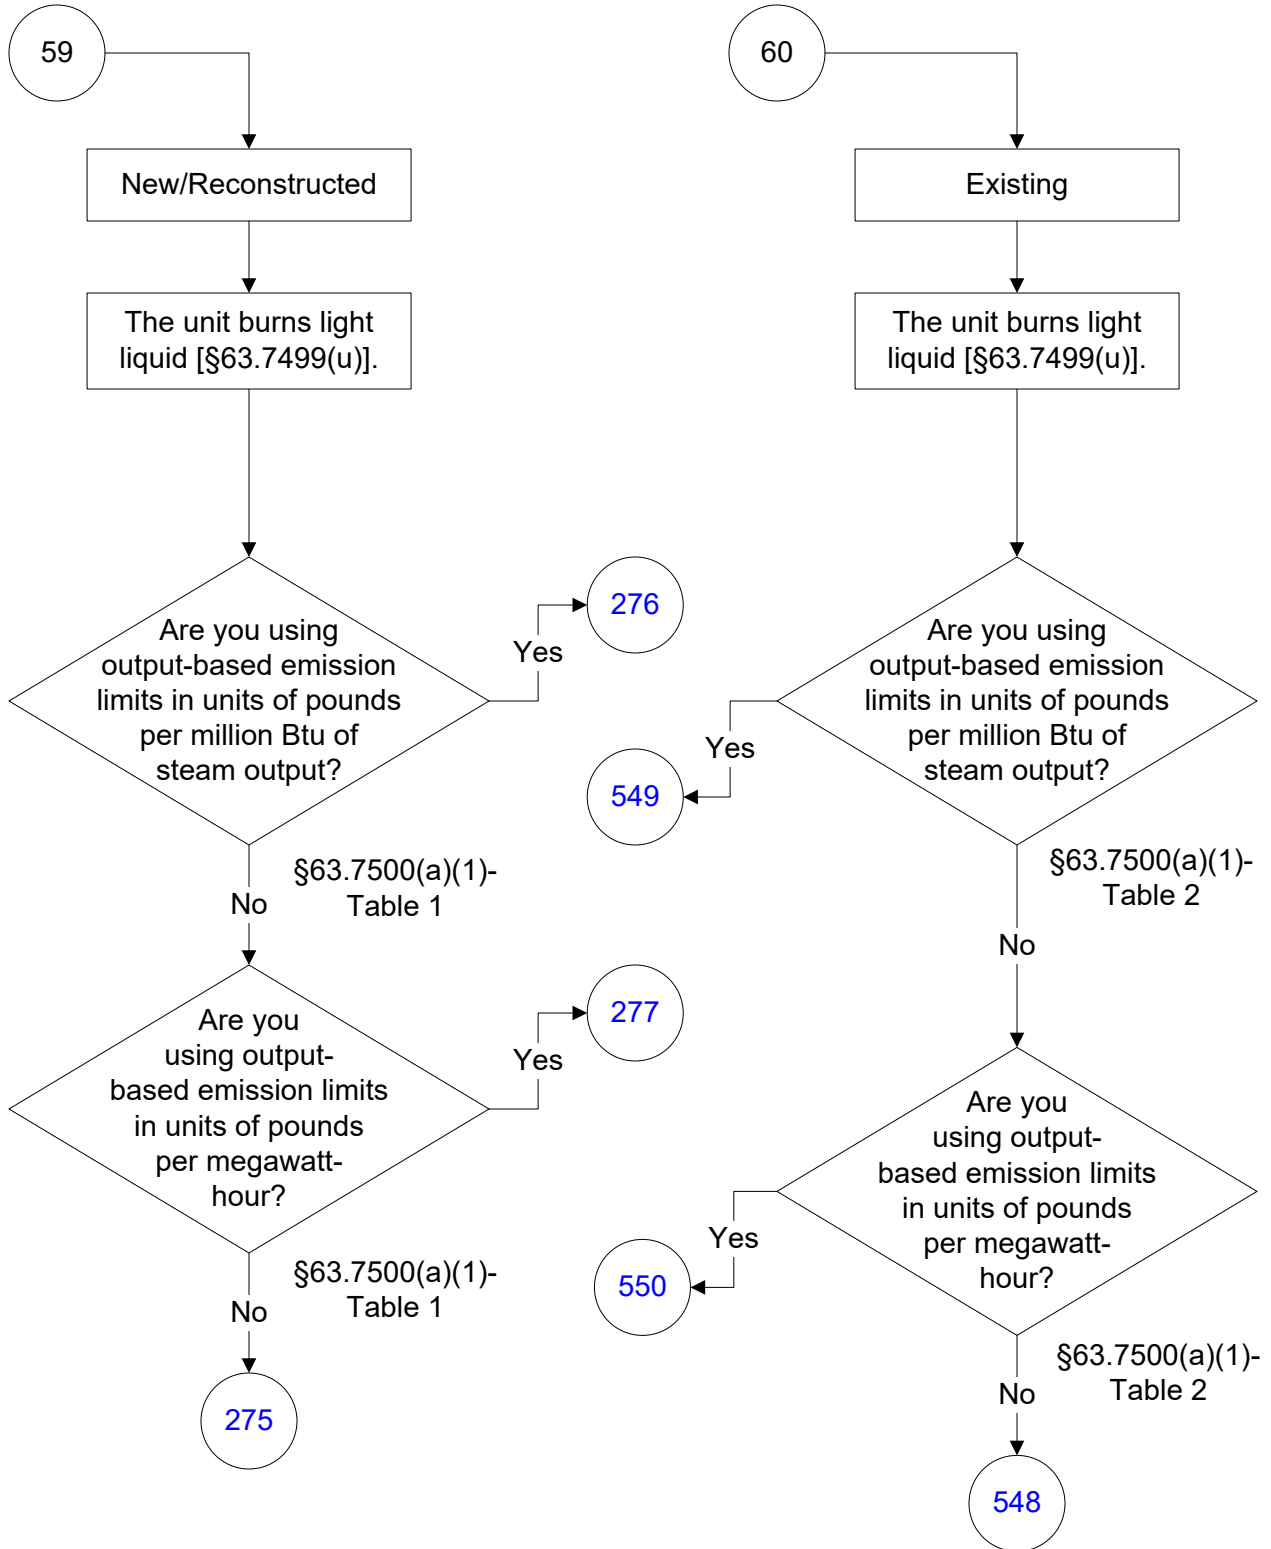 59
New/Reconstructed
The unit burns light
liquid [§63.7499(u)].
Are you using
output-based emission
limits in units of pounds
per million Btu of
steam output?
Yes
276
No
§63.7500(a)(1)-
Table 1
Are you
using output-
based emission limits
in units of pounds
per megawatt-
hour?
Yes
277
No
§63.7500(a)(1)-
Table 1
275
60
Existing
The unit burns light
liquid [§63.7499(u)].
Are you using
output-based emission
limits in units of pounds
per million Btu of
steam output?
Yes
549
§63.7500(a)(1)-
Table 2
No
Are you
using output-
based emission limits
in units of pounds
per megawatt-
hour?
Yes
550
§63.7500(a)(1)-
Table 2
No
548